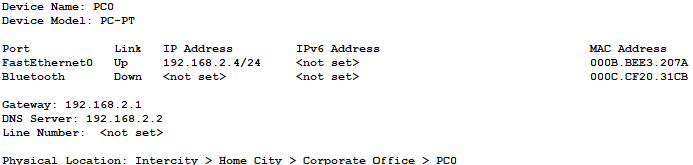 Device Name: PC0
Device Model: PC-PT
Port Link IP Address IPv6 Address MAC Address
FastEthernet0 Up 192.168.2.4/24 <not set> 000B.BEE3.207A
Bluetooth Down <not set> <not set> 000C.CF20.31CB
Gateway: 192.168.2.1
DNS Server: 192.168.2.2
Line Number: <not set>
Physical Location: Intercity > Home City > Corporate Office > PC0